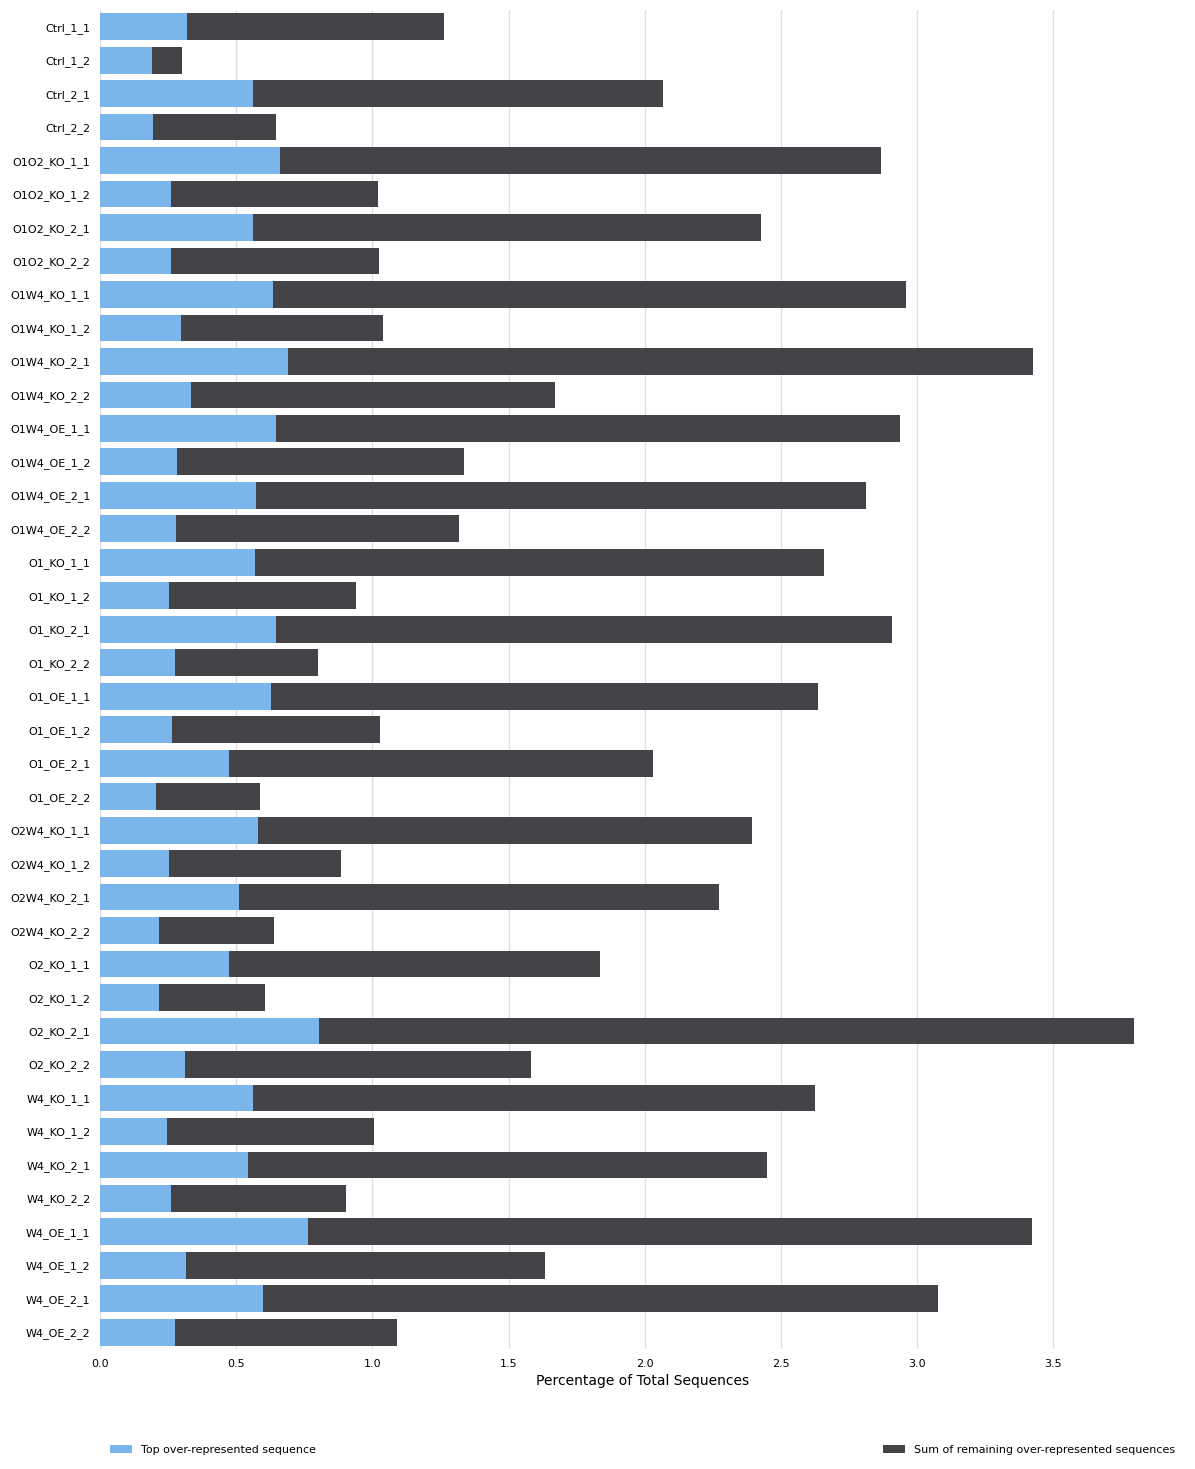 Ctrl_1_1
Ctrl_1_2
Ctrl_2_1
Ctrl_2_2
O1O2_KO_1_1
O1O2_KO_1_2
O1O2_KO_2_1
O1O2_KO_2_2
O1W4_KO_1_1
O1W4_KO_1_2
O1W4_KO_2_1
O1W4_KO_2_2
O1W4_OE_1_1
O1W4_OE_1_2
O1W4_OE_2_1
O1W4_OE_2_2
O1_KO_1_1
O1_KO_1_2
O1_KO_2_1
O1_KO_2_2
O1_OE_1_1
O1_OE_1_2
O1_OE_2_1
O1_OE_2_2
O2W4_KO_1_1
O2W4_KO_1_2
O2W4_KO_2_1
O2W4_KO_2_2
O2_KO_1_1
O2_KO_1_2
O2_KO_2_1
O2_KO_2_2
W4_KO_1_1
W4_KO_1_2
W4_KO_2_1
W4_KO_2_2
W4_OE_1_1
W4_OE_1_2
W4_OE_2_1
W4_OE_2_2
0.0 0.5 1.0 1.5 2.0 2.5 3.0 3.5
Percentage of Total Sequences
Top over-represented sequence Sum of remaining over-represented sequences